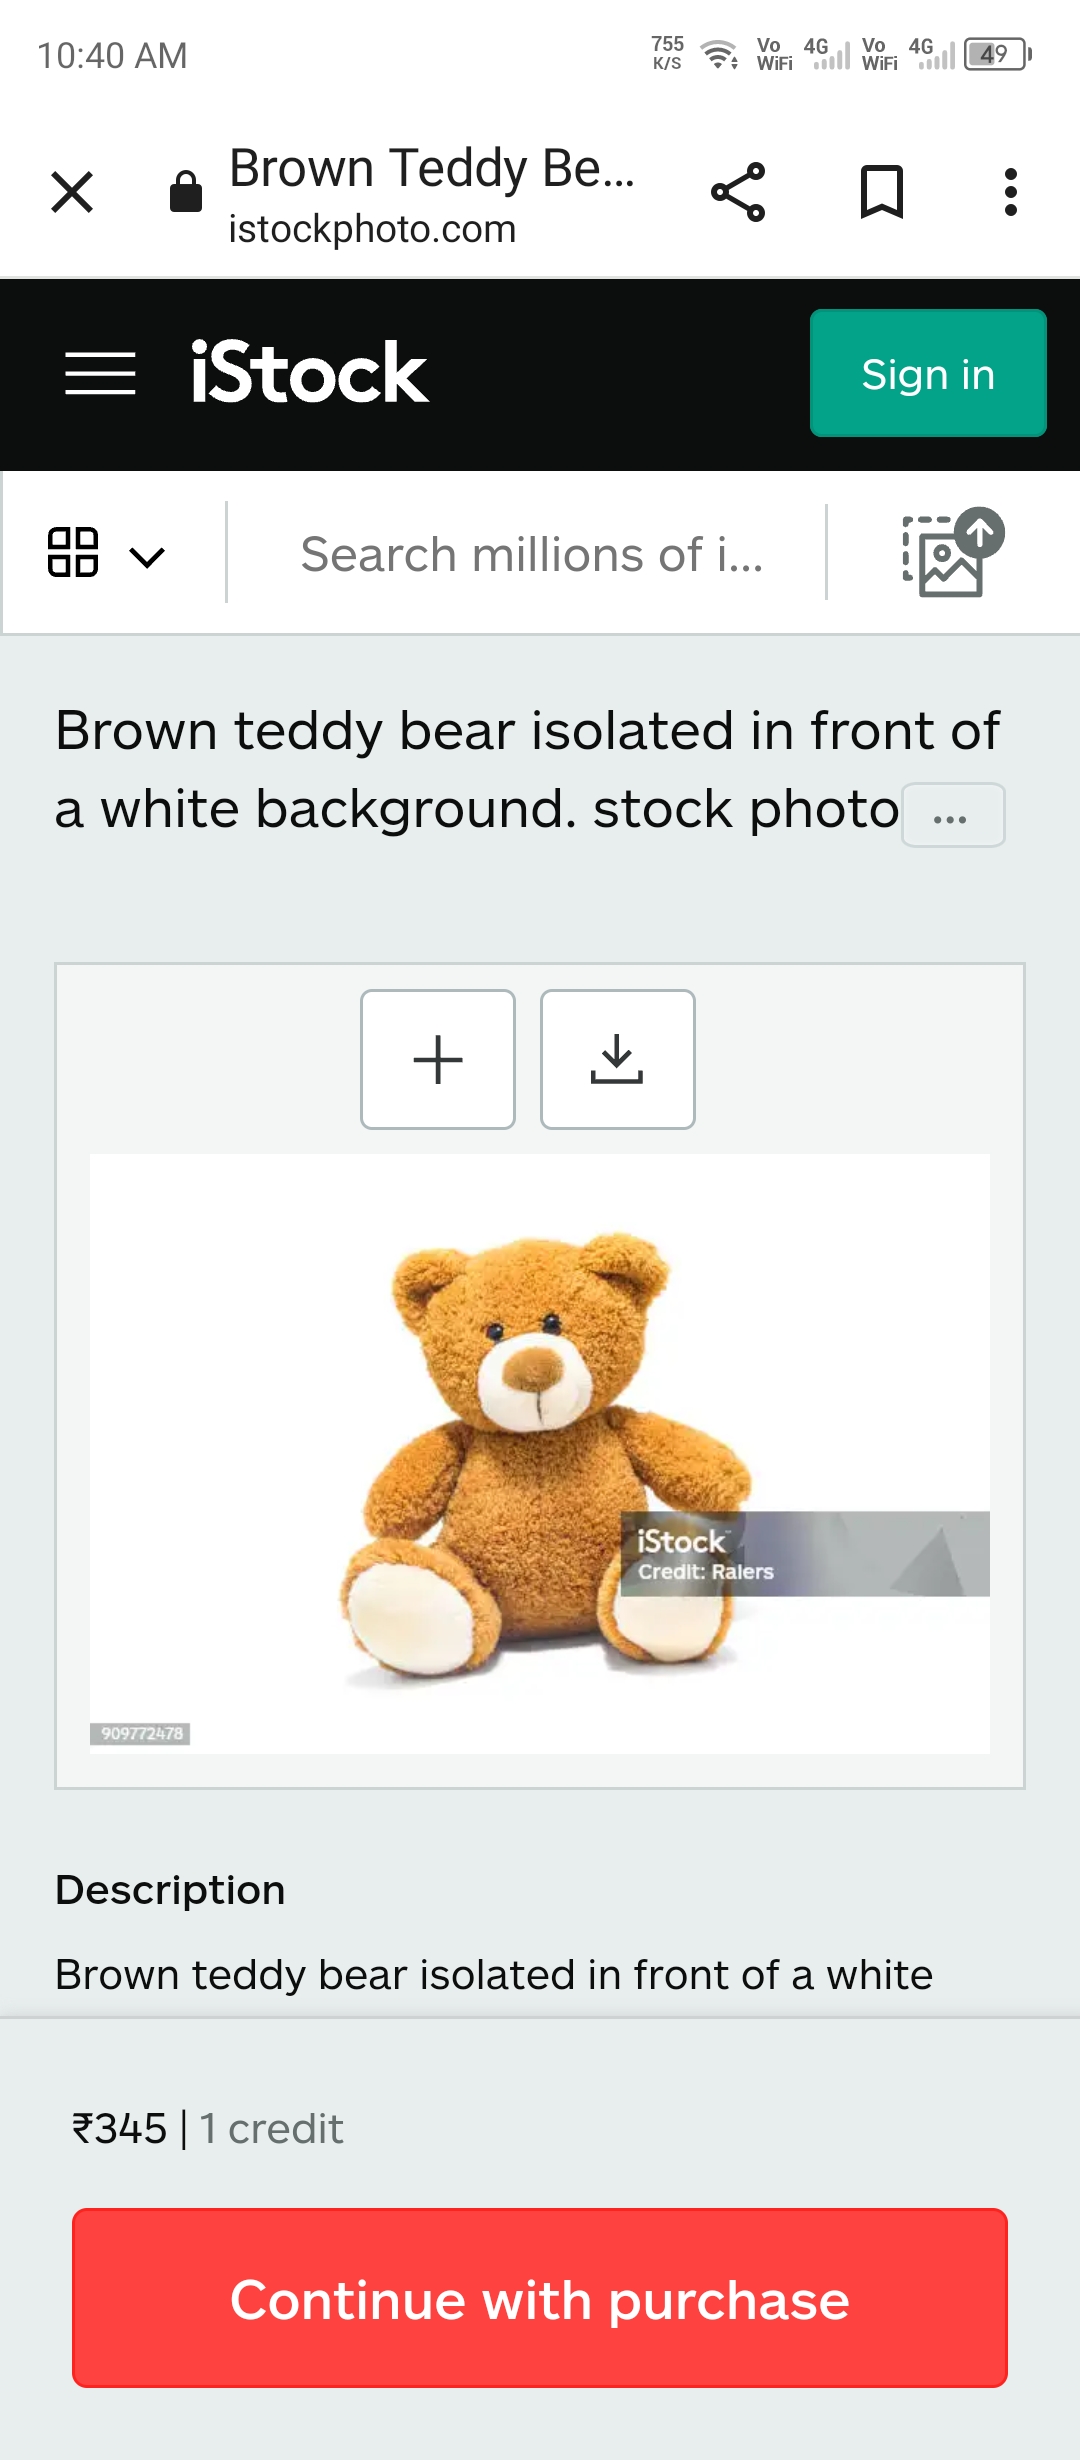 10:40 AM
755 K/S
Vo WiFi 4G Vo WiFi 4G 49
Brown Teddy Be...
istockphoto.com
iStock
Sign in
Search millions of i...
Brown teddy bear isolated in front of
a white background. stock photo ...
iStock
Credit: Ralers
909772478
Description
Brown teddy bear isolated in front of a white
₹345 | 1 credit
Continue with purchase